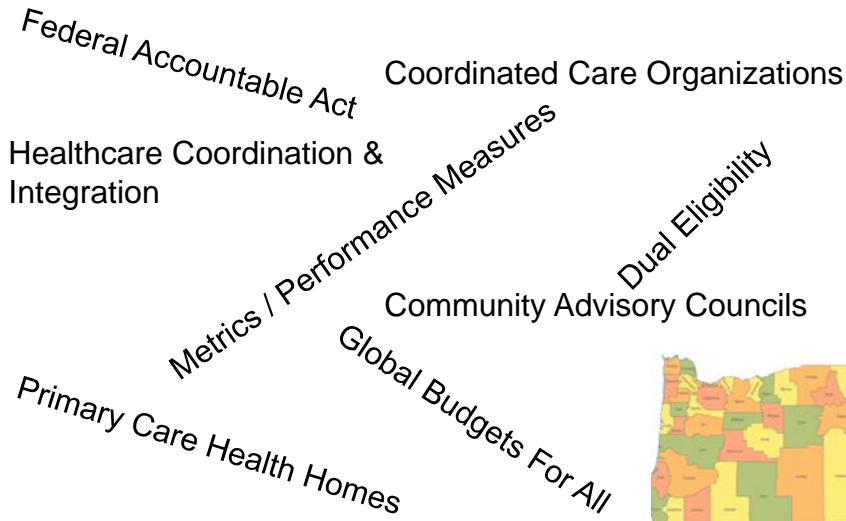 Federal Accountable Act
Coordinated Care Organizations
Healthcare Coordination &
Integration
Metrics / Performance Measures
Dual Eligibility
Community Advisory Councils
Global Budgets For All
Primary Care Health Homes